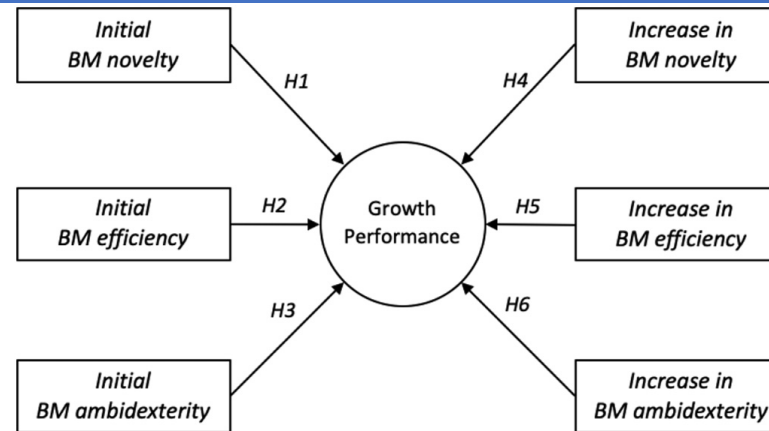 Initial
BM novelty
Increase in
BM novelty
H1
H4
Initial
BM efficiency
H2
Growth
Performance
H5
Increase in
BM efficiency
H3
H6
Initial
BM ambidexterity
Increase in
BM ambidexterity